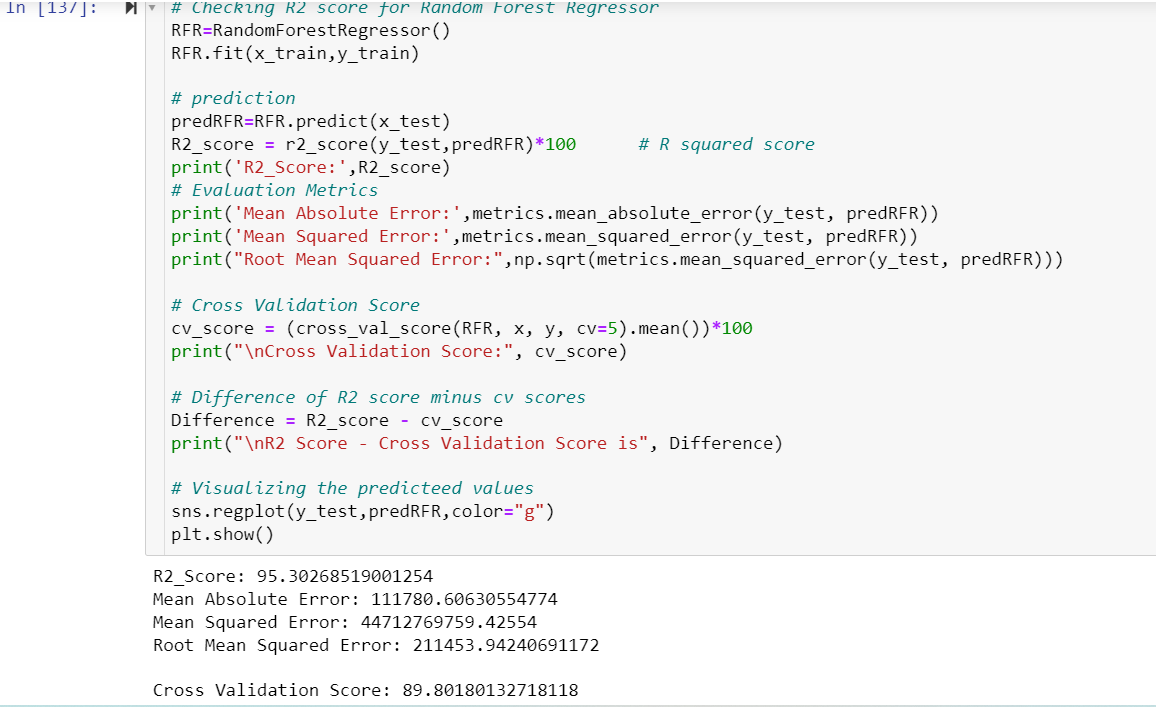 In [137]:
# Checking R2 score for Random Forest Regressor
RFR=RandomForestRegressor()
RFR.fit(x_train,y_train)
# prediction
predRFR=RFR.predict(x_test)
R2_score = r2_score(y_test,predRFR)*100      # R squared score
print('R2_Score:',R2_score)
# Evaluation Metrics
print('Mean Absolute Error:',metrics.mean_absolute_error(y_test, predRFR))
print('Mean Squared Error:',metrics.mean_squared_error(y_test, predRFR))
print("Root Mean Squared Error:",np.sqrt(metrics.mean_squared_error(y_test, predRFR)))
# Cross Validation Score
cv_score = (cross_val_score(RFR, x, y, cv=5).mean())*100
print("\nCross Validation Score:", cv_score)
# Difference of R2 score minus cv scores
Difference = R2_score - cv_score
print("\nR2 Score - Cross Validation Score is", Difference)
# Visualizing the predicteed values
sns.regplot(y_test,predRFR,color="g")
plt.show()
R2_Score: 95.30268519001254
Mean Absolute Error: 111780.60630554774
Mean Squared Error: 44712769759.42554
Root Mean Squared Error: 211453.94240691172
Cross Validation Score: 89.80180132718118